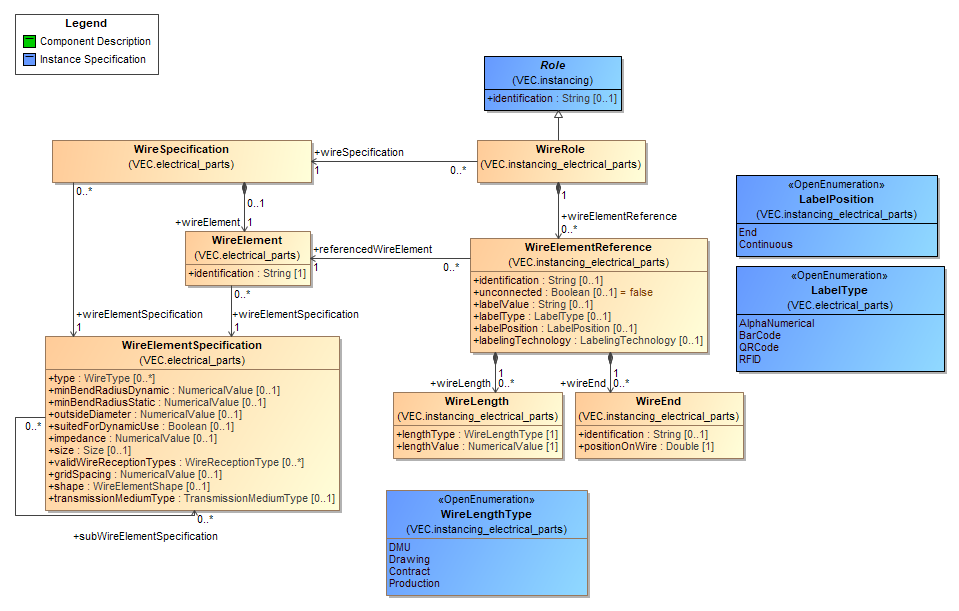 Legend
Component Description
Instance Specification
Role
(VEC.instancing)
+identification : String [0..1]
WireSpecification
(VEC.electrical_parts)
+wireSpecification
1
0..*
WireRole
(VEC.instancing_electrical_parts)
0..*
0..1
+wireElement
1
1
+wireElementReference
0..*
«OpenEnumeration»
LabelPosition
(VEC.instancing_electrical_parts)
End
Continuous
WireElement
(VEC.electrical_parts)
+identification : String [1]
+referencedWireElement
1
0..*
WireElementReference
(VEC.instancing_electrical_parts)
+identification : String [0..1]
+unconnected : Boolean [0..1] = false
+labelValue : String [0..1]
+labelType : LabelType [0..1]
+labelPosition : LabelPosition [0..1]
+labelingTechnology : LabelingTechnology [0..1]
«OpenEnumeration»
LabelType
(VEC.electrical_parts)
AlphaNumerical
BarCode
QRCode
RFID
0..*
+wireElementSpecification
1
+wireElementSpecification
1
WireElementSpecification
(VEC.electrical_parts)
+type : WireType [0..*]
+minBendRadiusDynamic : NumericalValue [0..1]
+minBendRadiusStatic : NumericalValue [0..1]
+outsideDiameter : NumericalValue [0..1]
+suitedForDynamicUse : Boolean [0..1]
+impedance : NumericalValue [0..1]
+size : Size [0..1]
+validWireReceptionTypes : WireReceptionType [0..*]
+gridSpacing : NumericalValue [0..1]
+shape : WireElementShape [0..1]
+transmissionMediumType : TransmissionMediumType [0..1]
0..*
0..*
+subWireElementSpecification
1
+wireLength
0..*
1
+wireEnd
0..*
WireLength
(VEC.instancing_electrical_parts)
+lengthType : WireLengthType [1]
+lengthValue : NumericalValue [1]
WireEnd
(VEC.instancing_electrical_parts)
+identification : String [0..1]
+positionOnWire : Double [1]
«OpenEnumeration»
WireLengthType
(VEC.instancing_electrical_parts)
DMU
Drawing
Contract
Production